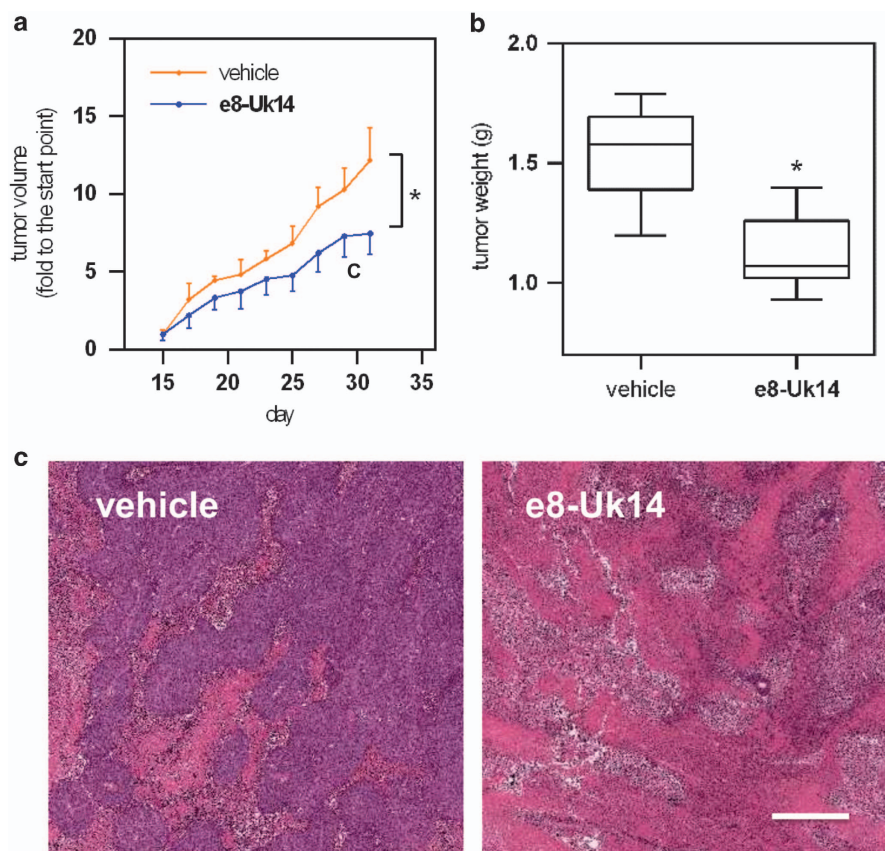 a
20
15
10
5
0
tumor volume
(fold to the start point)
vehicle
e8-Uk14
*
C
15 20 25 30 35
day
b
2.0
1.5
1.0
tumor weight (g)
*
vehicle e8-Uk14
c
vehicle
e8-Uk14